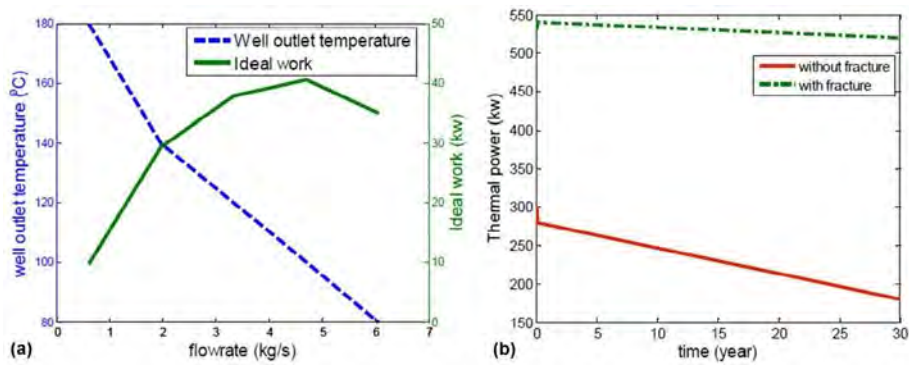 180
160
140
120
100
80
well outlet temperature (⁰C)
Well outlet temperature
Ideal work
50
40
30
20
10
0
Ideal work (kw)
0 1 2 3 4 5 6 7
flowrate (kg/s)
(a)
550
500
450
400
350
300
250
200
150
Thermal power (kw)
without fracture
with fracture
0 5 10 15 20 25 30
time (year)
(b)